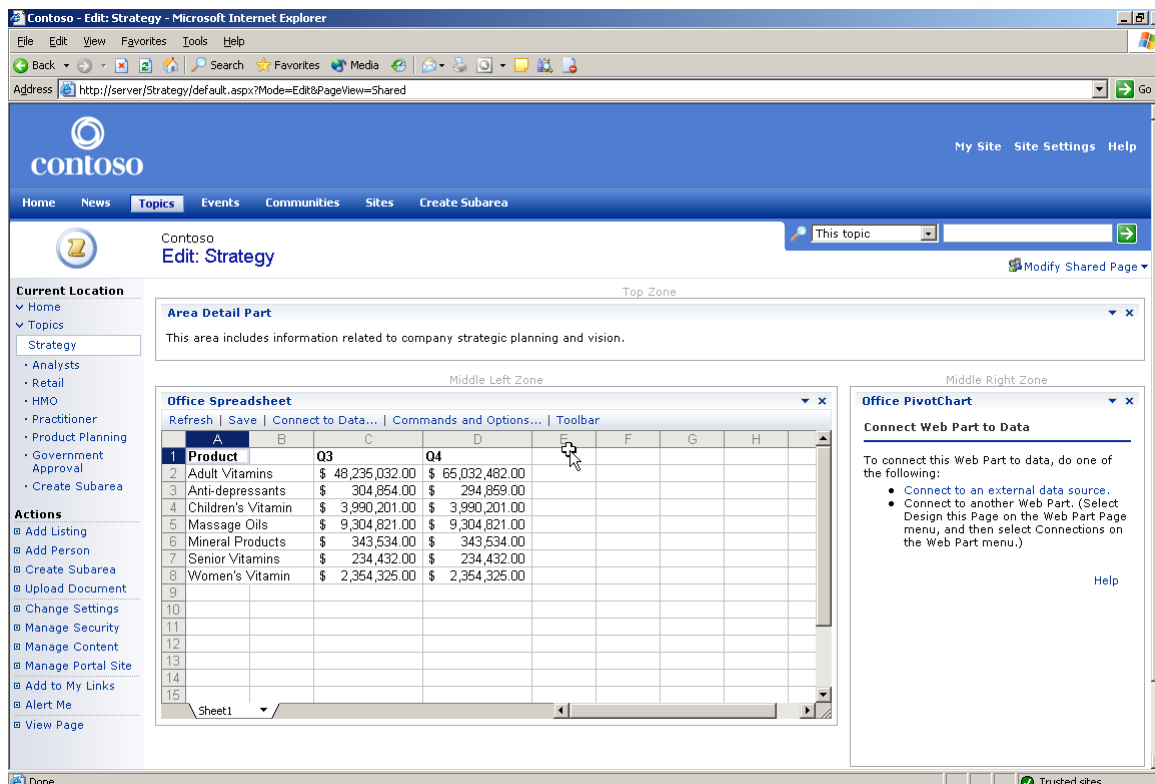 Contoso - Edit: Strategy - Microsoft Internet Explorer
File Edit View Favorites Tools Help
Back Search Favorites Media
Address http://server/Strategy/default.aspx?Mode=Edit&PageView=Shared Go
contoso
My Site Site Settings Help
Home News Topics Events Communities Sites Create Subarea
Contoso
Edit: Strategy
This topic
Modify Shared Page
Current Location
Home
Topics
Strategy
Analysts
Retail
HMO
Practitioner
Product Planning
Government
Approval
Create Subarea
Actions
Add Listing
Add Person
Create Subarea
Upload Document
Change Settings
Manage Security
Manage Content
Manage Portal Site
Add to My Links
Alert Me
View Page
Top Zone
Area Detail Part
This area includes information related to company strategic planning and vision.
Middle Left Zone
Office Spreadsheet
Refresh | Save | Connect to Data... | Commands and Options... | Toolbar
A B C D E F G H
1 Product Q3 Q4
2 Adult Vitamins $ 48,235,032.00 $ 65,032,482.00
3 Anti-depressants $ 304,854.00 $ 294,859.00
4 Children's Vitamin $ 3,990,201.00 $ 3,990,201.00
5 Massage Oils $ 9,304,821.00 $ 9,304,821.00
6 Mineral Products $ 343,534.00 $ 343,534.00
7 Senior Vitamins $ 234,432.00 $ 234,432.00
8 Women's Vitamin $ 2,354,325.00 $ 2,354,325.00
9
10
11
12
13
14
15
Sheet1
Middle Right Zone
Office PivotChart
Connect Web Part to Data
To connect this Web Part to data, do one of
the following:
Connect to an external data source.
Connect to another Web Part. (Select
Design this Page on the Web Part Page
menu, and then select Connections on
the Web Part menu.)
Help
Done Trusted sites